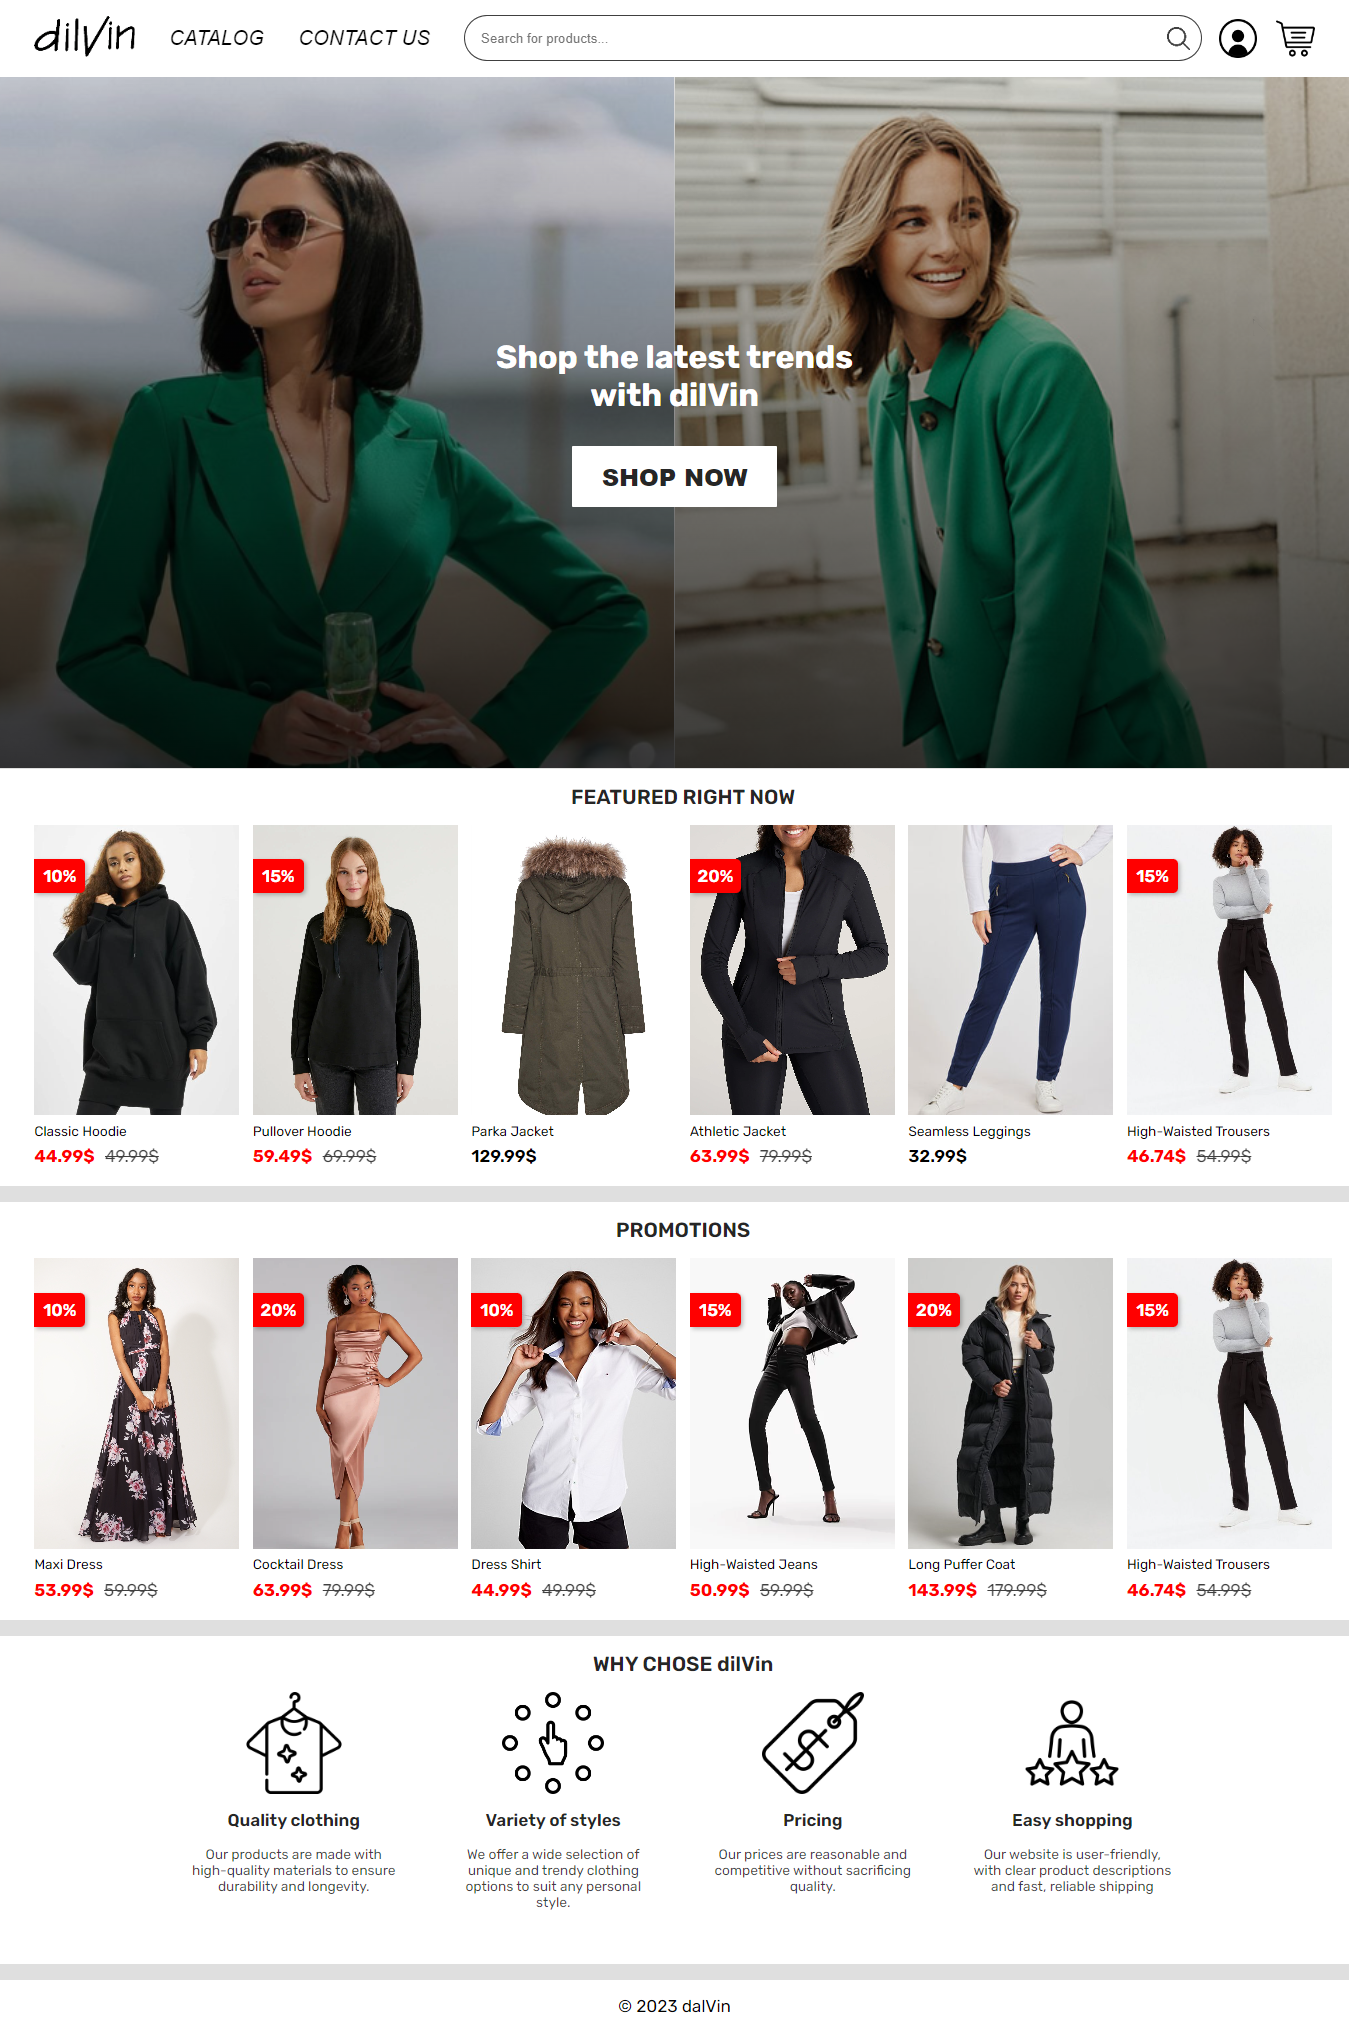 dilVin CATALOG CONTACT US Search for products...
Shop the latest trends
with dilVin
SHOP NOW
FEATURED RIGHT NOW
10% 15% 20% 15%
Classic Hoodie Pullover Hoodie Parka Jacket Athletic Jacket Seamless Leggings High-Waisted Trousers
44.99$ 49.99$ 59.49$ 69.99$ 129.99$ 63.99$ 79.99$ 32.99$ 46.74$ 54.99$
PROMOTIONS
10% 20% 10% 15% 20% 15%
Maxi Dress Cocktail Dress Dress Shirt High-Waisted Jeans Long Puffer Coat High-Waisted Trousers
53.99$ 59.99$ 63.99$ 79.99$ 44.99$ 49.99$ 50.99$ 59.99$ 143.99$ 179.99$ 46.74$ 54.99$
WHY CHOSE dilVin
Quality clothing
Our products are made with
high-quality materials to ensure
durability and longevity.
Variety of styles
We offer a wide selection of
unique and trendy clothing
options to suit any personal
style.
Pricing
Our prices are reasonable and
competitive without sacrificing
quality.
Easy shopping
Our website is user-friendly,
with clear product descriptions
and fast, reliable shipping
© 2023 dalVin